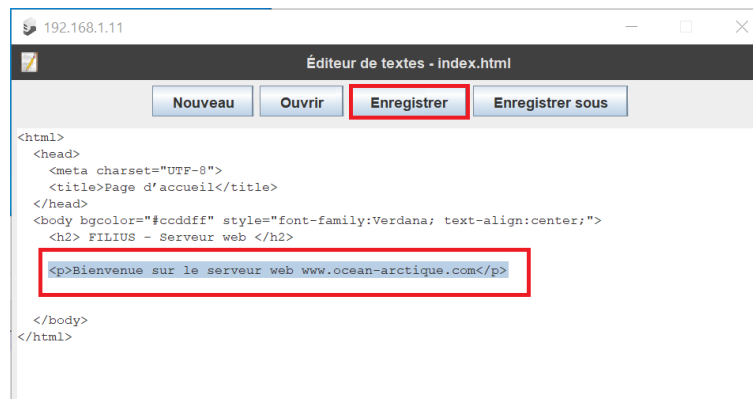 192.168.1.11
Éditeur de textes - index.html
Nouveau Ouvrir Enregistrer Enregistrer sous
<html>
<head>
<meta charset="UTF-8">
<title>Page d'accueil</title>
</head>
<body bgcolor="#ccddff" style="font-family:Verdana; text-align:center;">
<h2> FILIUS - Serveur web </h2>
<p>Bienvenue sur le serveur web www.ocean-arctique.com</p>
</body>
</html>